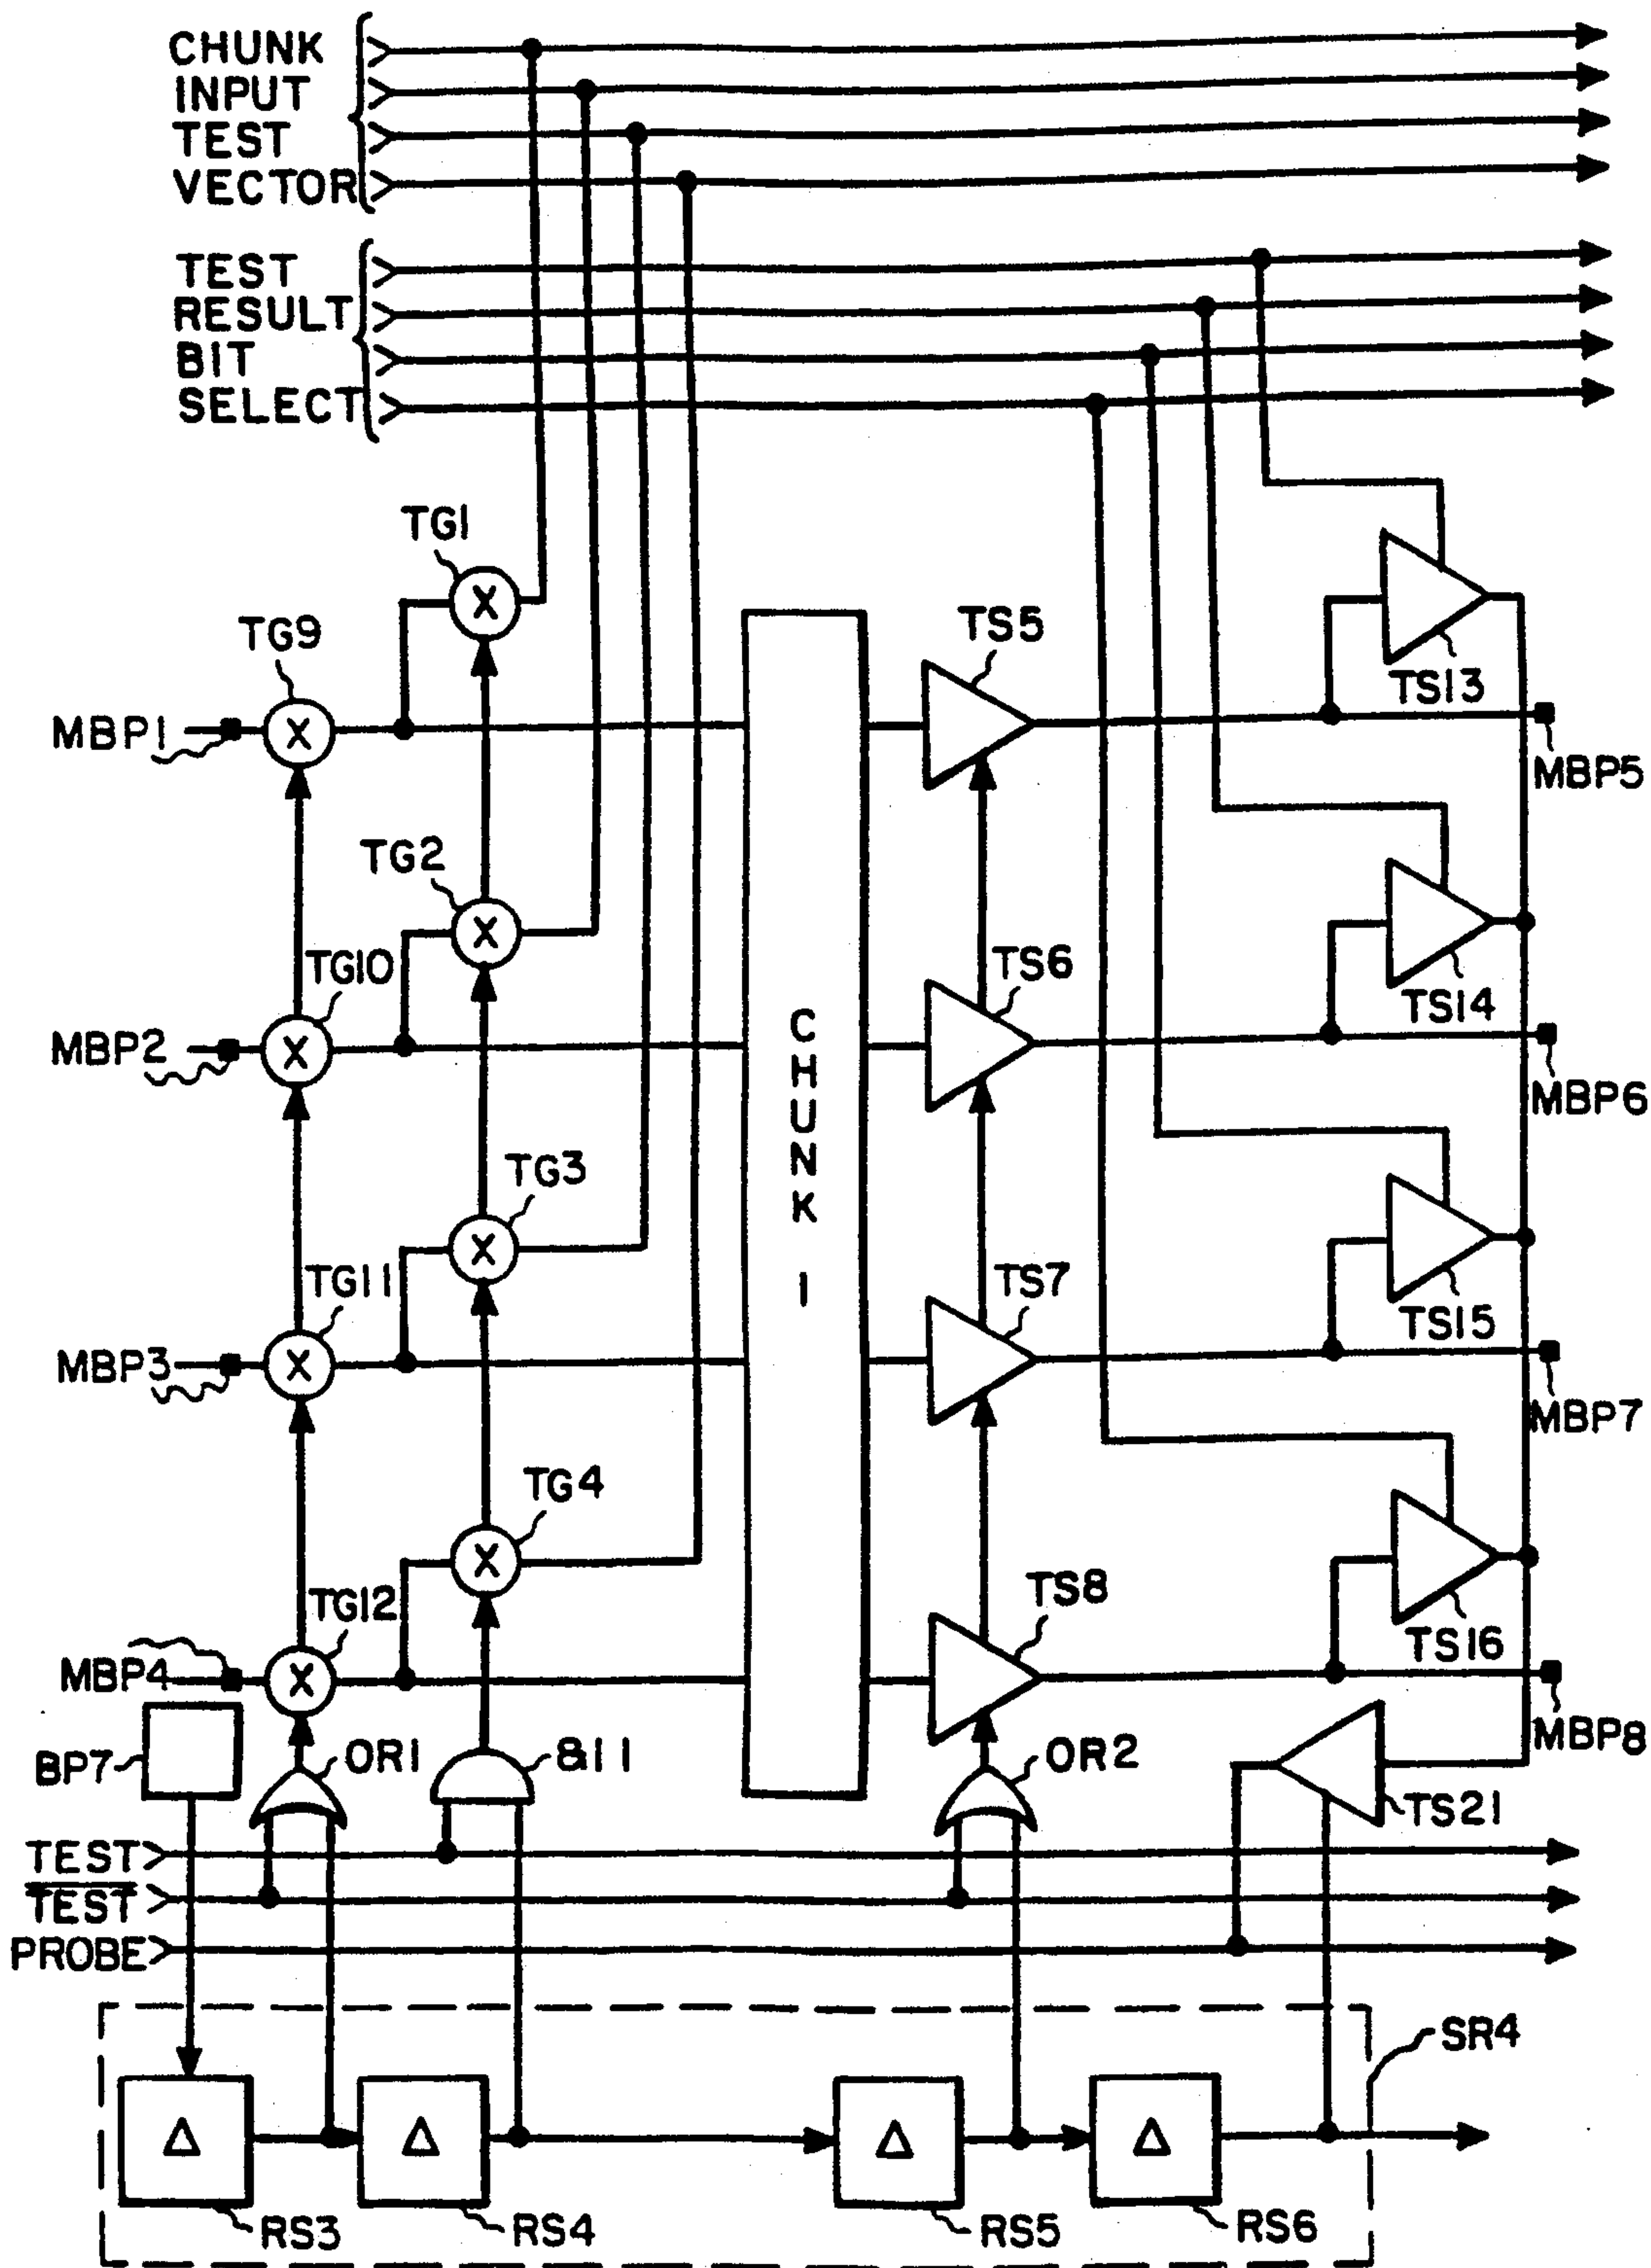 CHUNK
INPUT
TEST
VECTOR
TEST
RESULT
BIT
SELECT
TG1
X
TG9
X
MBP1
TS5
TS13
MBP5
TG2
X
TG10
X
MBP2
TS6
TS14
MBP6
CHUNK 1
TG3
X
TG11
X
MBP3
TS7
TS15
MBP7
TG4
X
TG12
X
MBP4
TS8
TS16
MBP8
BP7
OR1
&11
OR2
TS21
TEST
TEST
PROBE
SR4
Δ
Δ
Δ
Δ
RS3
RS4
RS5
RS6